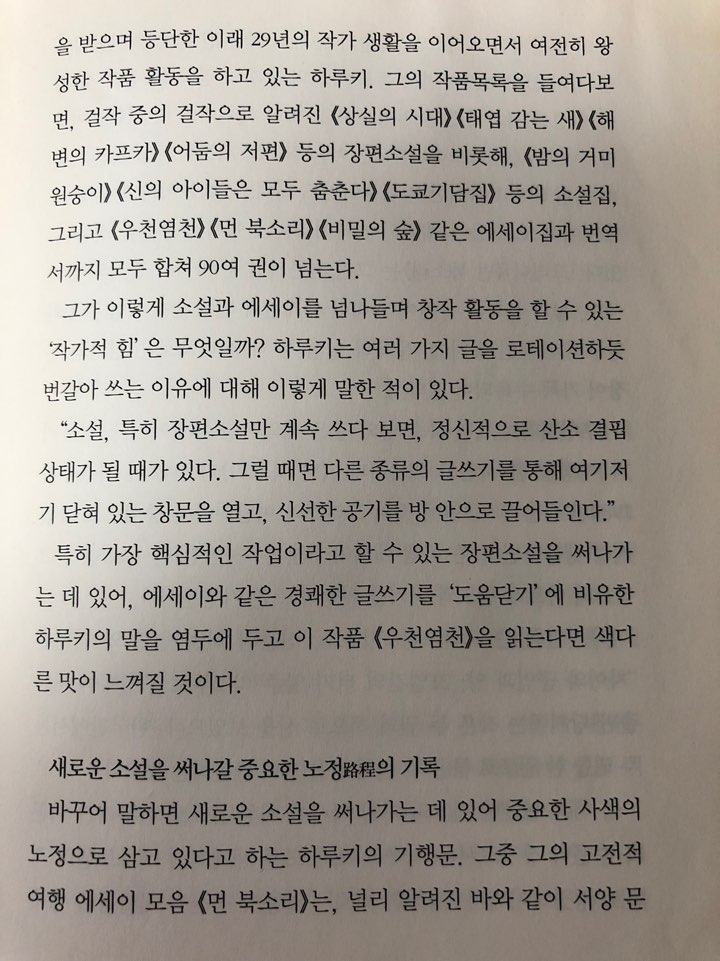 을 받으며 등단한 이래 29년의 작가 생활을 이어오면서 여전히 왕
성한 작품 활동을 하고 있는 하루키. 그의 작품목록을 들여다보
면, 걸작 중의 걸작으로 알려진 《상실의 시대》《태엽 감는 새》《해
변의 카프카》《어둠의 저편》 등의 장편소설을 비롯해, 《밤의 거미
원숭이》《신의 아이들은 모두 춤춘다》《도쿄기담집》 등의 소설집,
그리고 《우천염천》《먼 북소리》《비밀의 숲》 같은 에세이집과 번역
서까지 모두 합쳐 90여 권이 넘는다.
그가 이렇게 소설과 에세이를 넘나들며 창작 활동을 할 수 있는
‘작가적 힘’은 무엇일까? 하루키는 여러 가지 글을 로테이션하듯
번갈아 쓰는 이유에 대해 이렇게 말한 적이 있다.
“소설, 특히 장편소설만 계속 쓰다 보면, 정신적으로 산소 결핍
상태가 될 때가 있다. 그럴 때면 다른 종류의 글쓰기를 통해 여기저
기 닫혀 있는 창문을 열고, 신선한 공기를 방 안으로 끌어들인다.”
특히 가장 핵심적인 작업이라고 할 수 있는 장편소설을 써나가
는 데 있어, 에세이와 같은 경쾌한 글쓰기를 ‘도움닫기’에 비유한
하루키의 말을 염두에 두고 이 작품 《우천염천》을 읽는다면 색다
른 맛이 느껴질 것이다.
새로운 소설을 써나갈 중요한 노정路程의 기록
바꾸어 말하면 새로운 소설을 써나가는 데 있어 중요한 사색의
노정으로 삼고 있다고 하는 하루키의 기행문. 그중 그의 고전적
여행 에세이 모음 《먼 북소리》는, 널리 알려진 바와 같이 서양 문